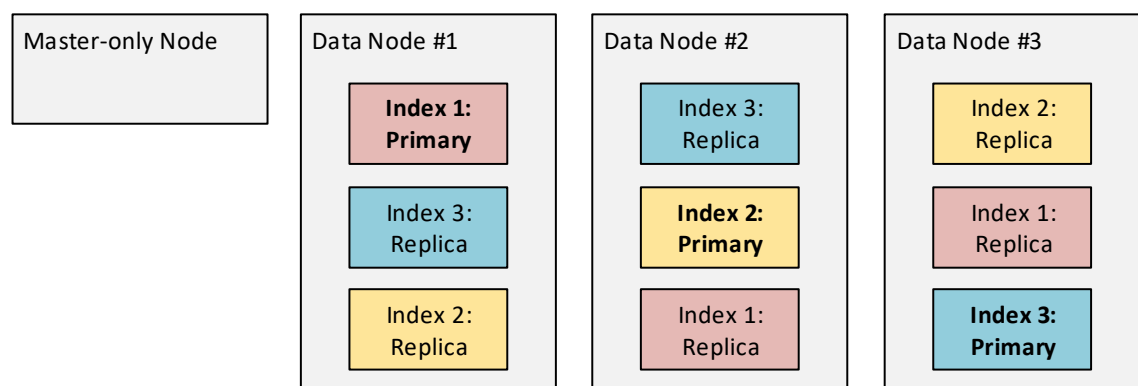 Master-only Node
Data Node #1
Index 1:
Primary
Index 3:
Replica
Index 2:
Replica
Data Node #2
Index 3:
Replica
Index 2:
Primary
Index 1:
Replica
Data Node #3
Index 2:
Replica
Index 1:
Replica
Index 3:
Primary